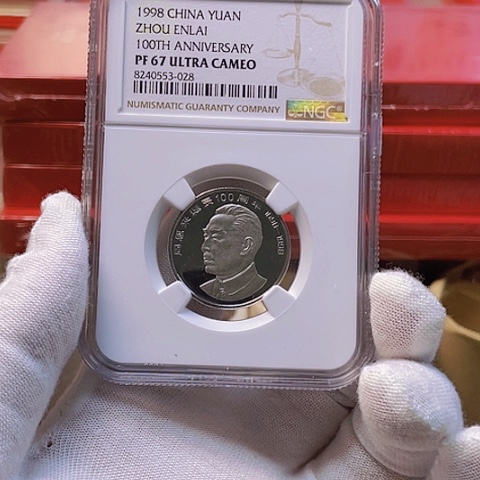 1998 CHINA YUAN
ZHOU ENLAI
100TH ANNIVERSARY
PF 67 ULTRA CAMEO
8240553-028
NUMISMATIC GUARANTY COMPANY
NGC
周恩来诞辰100周年 1898-1998